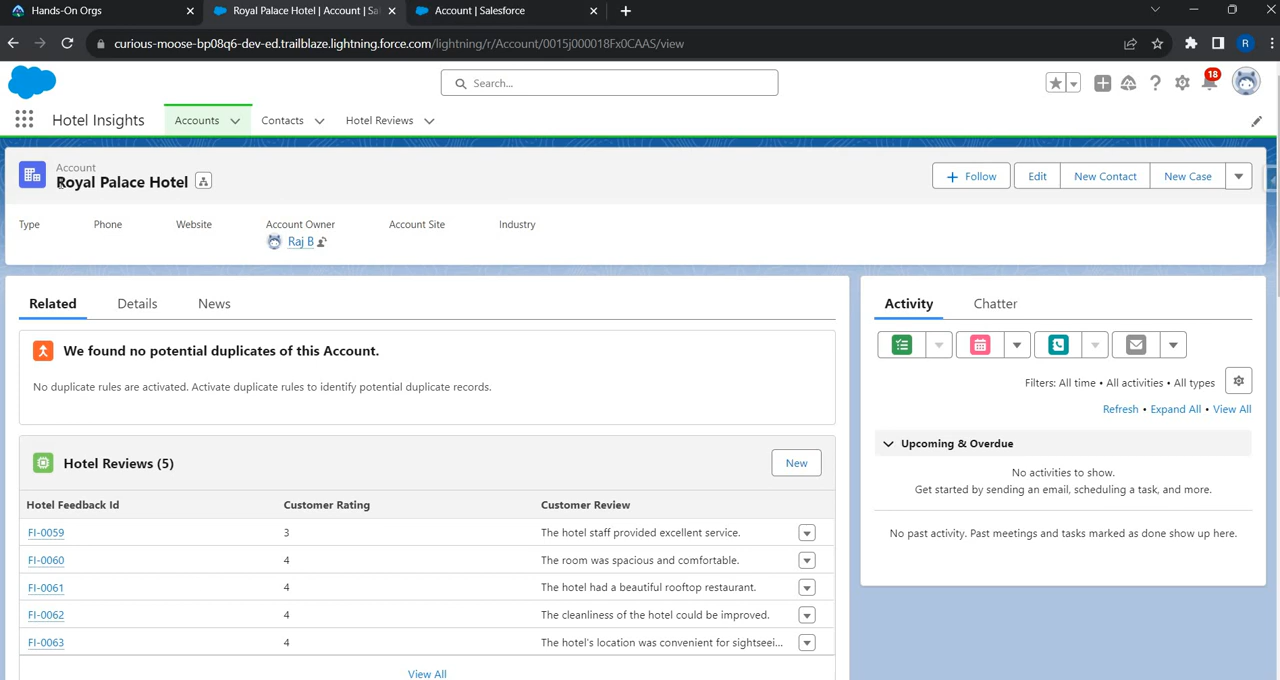 Hands-On Orgs
Royal Palace Hotel | Account | Sa
Account | Salesforce
curious-moose-bp08q6-dev-ed.trailblaze.lightning.force.com/lightning/r/Account/0015j000018Fx0CAAS/view
R
Search...
18
Hotel Insights
Accounts
Contacts
Hotel Reviews
Account
Royal Palace Hotel
Follow
Edit
New Contact
New Case
Type
Phone
Website
Account Owner
Account Site
Industry
Raj B
Related
Details
News
We found no potential duplicates of this Account.
No duplicate rules are activated. Activate duplicate rules to identify potential duplicate records.
Hotel Reviews (5)
New
Hotel Feedback Id
Customer Rating
Customer Review
FI-0059
3
The hotel staff provided excellent service.
FI-0060
4
The room was spacious and comfortable.
FI-0061
4
The hotel had a beautiful rooftop restaurant.
FI-0062
4
The cleanliness of the hotel could be improved.
FI-0063
4
The hotel's location was convenient for sightseei...
View All
Activity
Chatter
Filters: All time • All activities • All types
Refresh • Expand All • View All
Upcoming & Overdue
No activities to show.
Get started by sending an email, scheduling a task, and more.
No past activity. Past meetings and tasks marked as done show up here.